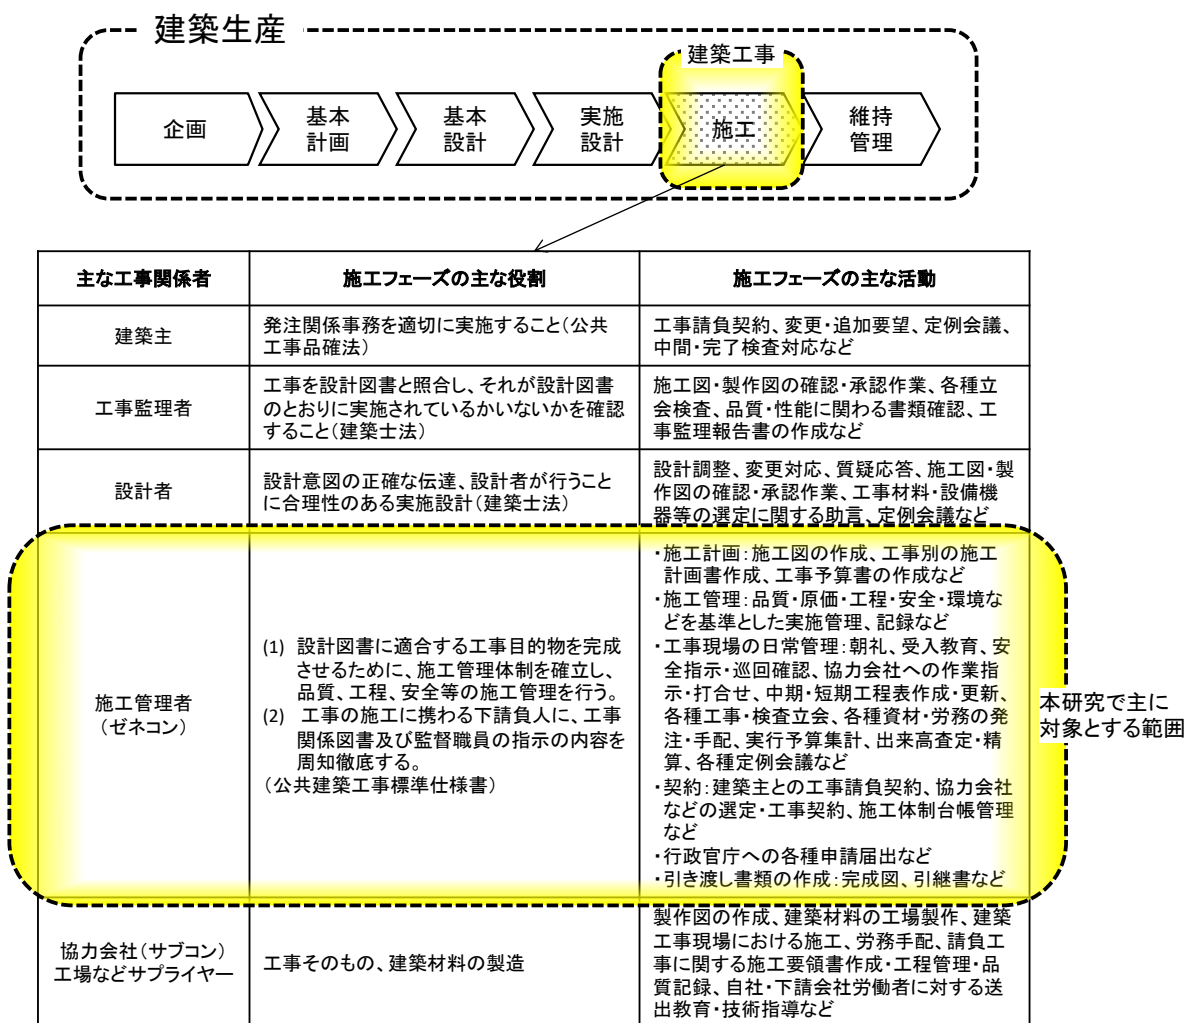 建築生産
建築工事
企画
基本
計画
基本
設計
実施
設計
施工
維持
管理
主な工事関係者
施工フェーズの主な役割
施工フェーズの主な活動
建築主
発注関係事務を適切に実施すること(公共
工事品確法)
工事請負契約、変更・追加要望、定例会議、
中間・完了検査対応など
工事監理者
工事を設計図書と照合し、それが設計図書
のとおりに実施されているかいないかを確認
すること(建築士法)
施工図・製作図の確認・承認作業、各種立
会検査、品質・性能に関わる書類確認、工
事監理報告書の作成など
設計者
設計意図の正確な伝達、設計者が行うこと
に合理性のある実施設計(建築士法)
設計調整、変更対応、質疑応答、施工図・製
作図の確認・承認作業、工事材料・設備機
器等の選定に関する助言、定例会議など
施工管理者
(ゼネコン)
(1) 設計図書に適合する工事目的物を完成
させるために、施工管理体制を確立し、
品質、工程、安全等の施工管理を行う。
(2) 工事の施工に携わる下請負人に、工事
関係図書及び監督職員の指示の内容を
周知徹底する。
(公共建築工事標準仕様書)
・施工計画:施工図の作成、工事別の施工
計画書作成、工事予算書の作成など
・施工管理:品質・原価・工程・安全・環境な
どを基準とした実施管理、記録など
・工事現場の日常管理:朝礼、受入教育、安
全指示・巡回確認、協力会社への作業指
示・打合せ、中期・短期工程表作成・更新、
各種工事・検査立会、各種資材・労務の発
注・手配、実行予算集計、出来高査定・精
算、各種定例会議など
・契約:建築主との工事請負契約、協力会社
などの選定・工事契約、施工体制台帳管理
など
・行政官庁への各種申請届出など
・引き渡し書類の作成:完成図、引継書など
本研究で主に
対象とする範囲
協力会社(サブコン)
工場などサプライヤー
工事そのもの、建築材料の製造
製作図の作成、建築材料の工場製作、建築
工事現場における施工、労務手配、請負工
事に関する施工要領書作成・工程管理・品
質記録、自社・下請会社労働者に対する送
出教育・技術指導など